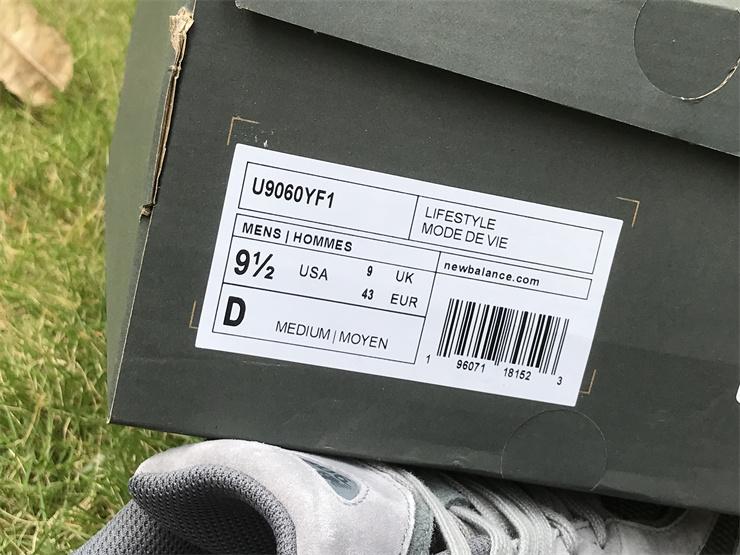 U9060YF1
LIFESTYLE
MODE DE VIE
MENS | HOMMES
newbalance.com
9½ USA 9 UK
43 EUR
D MEDIUM | MOYEN
1 96071 18152 3